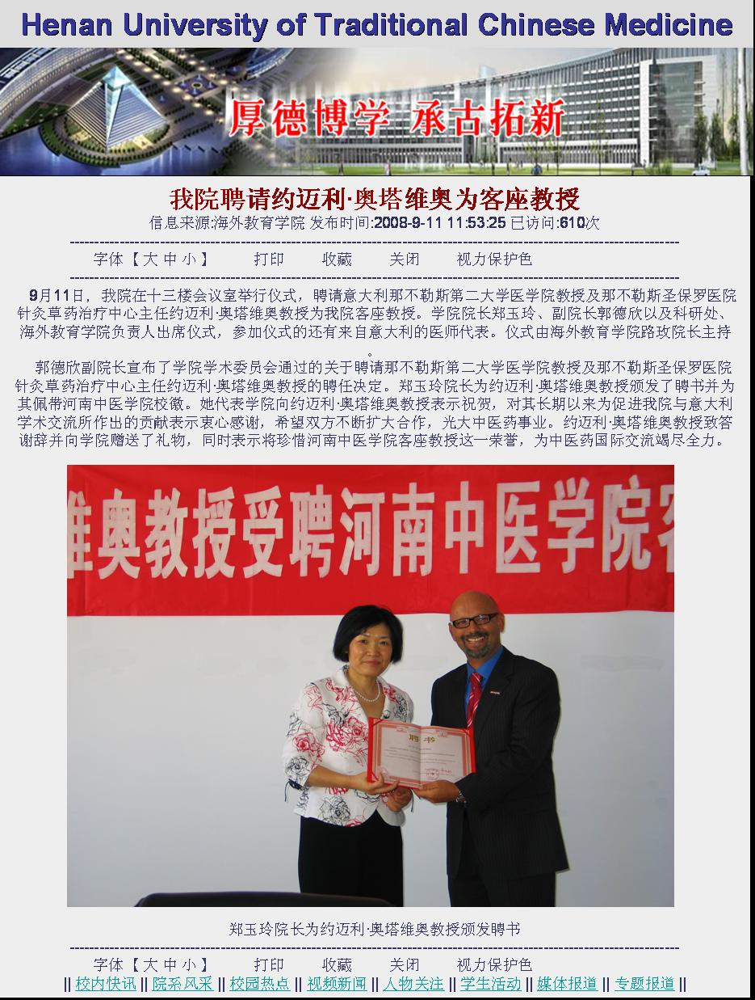 Henan University of Traditional Chinese Medicine
厚德博学 承古拓新
我院聘请约迈利·奥塔维奥为客座教授
信息来源:海外教育学院 发布时间:2008-9-11 11:53:25 已访问:610次
字体【大 中 小】 打印 收藏 关闭 视力保护色
9月11日，我院在十三楼会议室举行仪式，聘请意大利那不勒斯第二大学医学院教授及那不勒斯圣保罗医院
针灸草药治疗中心主任约迈利·奥塔维奥教授为我院客座教授。学院院长郑玉玲、副院长郭德欣以及科研处、
海外教育学院负责人出席仪式，参加仪式的还有来自意大利的医师代表。仪式由海外教育学院路玫院长主持
。
郭德欣副院长宣布了学院学术委员会通过的关于聘请那不勒斯第二大学医学院教授及那不勒斯圣保罗医院
针灸草药治疗中心主任约迈利·奥塔维奥教授的聘任决定。郑玉玲院长为约迈利·奥塔维奥教授颁发了聘书并为
其佩带河南中医学院校徽。她代表学院向约迈利·奥塔维奥教授表示祝贺，对其长期以来为促进我院与意大利
学术交流所作出的贡献表示衷心感谢，希望双方不断扩大合作，光大中医药事业。约迈利·奥塔维奥教授致答
谢辞并向学院赠送了礼物，同时表示将珍惜河南中医学院客座教授这一荣誉，为中医药国际交流竭尽全力。
维奥教授受聘河南中医学院客
聘书
郑玉玲院长为约迈利·奥塔维奥教授颁发聘书
字体【大 中 小】 打印 收藏 关闭 视力保护色
|| 校内快讯 || 院系风采 || 校园热点 || 视频新闻 || 人物关注 || 学生活动 || 媒体报道 || 专题报道 ||